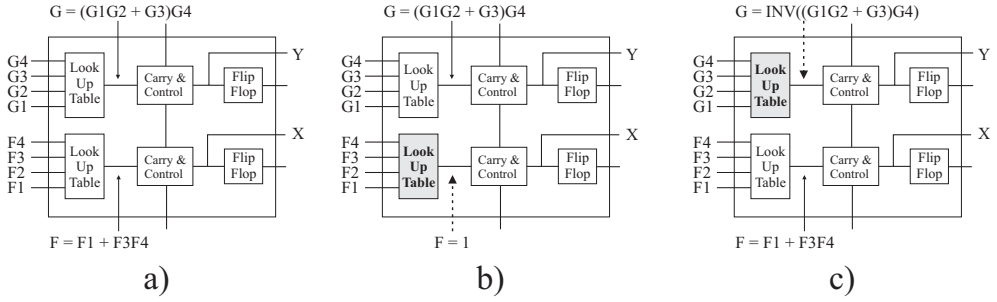 G = (G1G2 + G3)G4
G4
G3
G2
G1
Look
Up
Table
Carry &
Control
Flip
Flop
Y
F4
F3
F2
F1
Look
Up
Table
Carry &
Control
Flip
Flop
X
F = F1 + F3F4
a)
G = (G1G2 + G3)G4
G4
G3
G2
G1
Look
Up
Table
Carry &
Control
Flip
Flop
Y
F4
F3
F2
F1
Look
Up
Table
Carry &
Control
Flip
Flop
X
F = 1
b)
G = INV((G1G2 + G3)G4)
G4
G3
G2
G1
Look
Up
Table
Carry &
Control
Flip
Flop
Y
F4
F3
F2
F1
Look
Up
Table
Carry &
Control
Flip
Flop
X
F = F1 + F3F4
c)